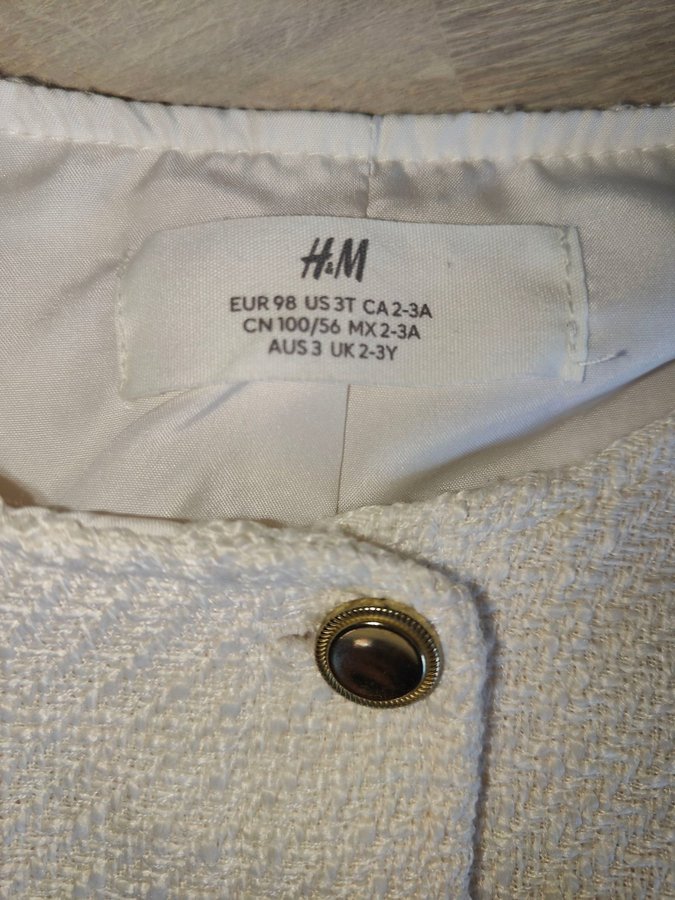 H&M
EUR 98 US 3T CA 2-3A
CN 100/56 MX 2-3A
AUS 3 UK 2-3Y